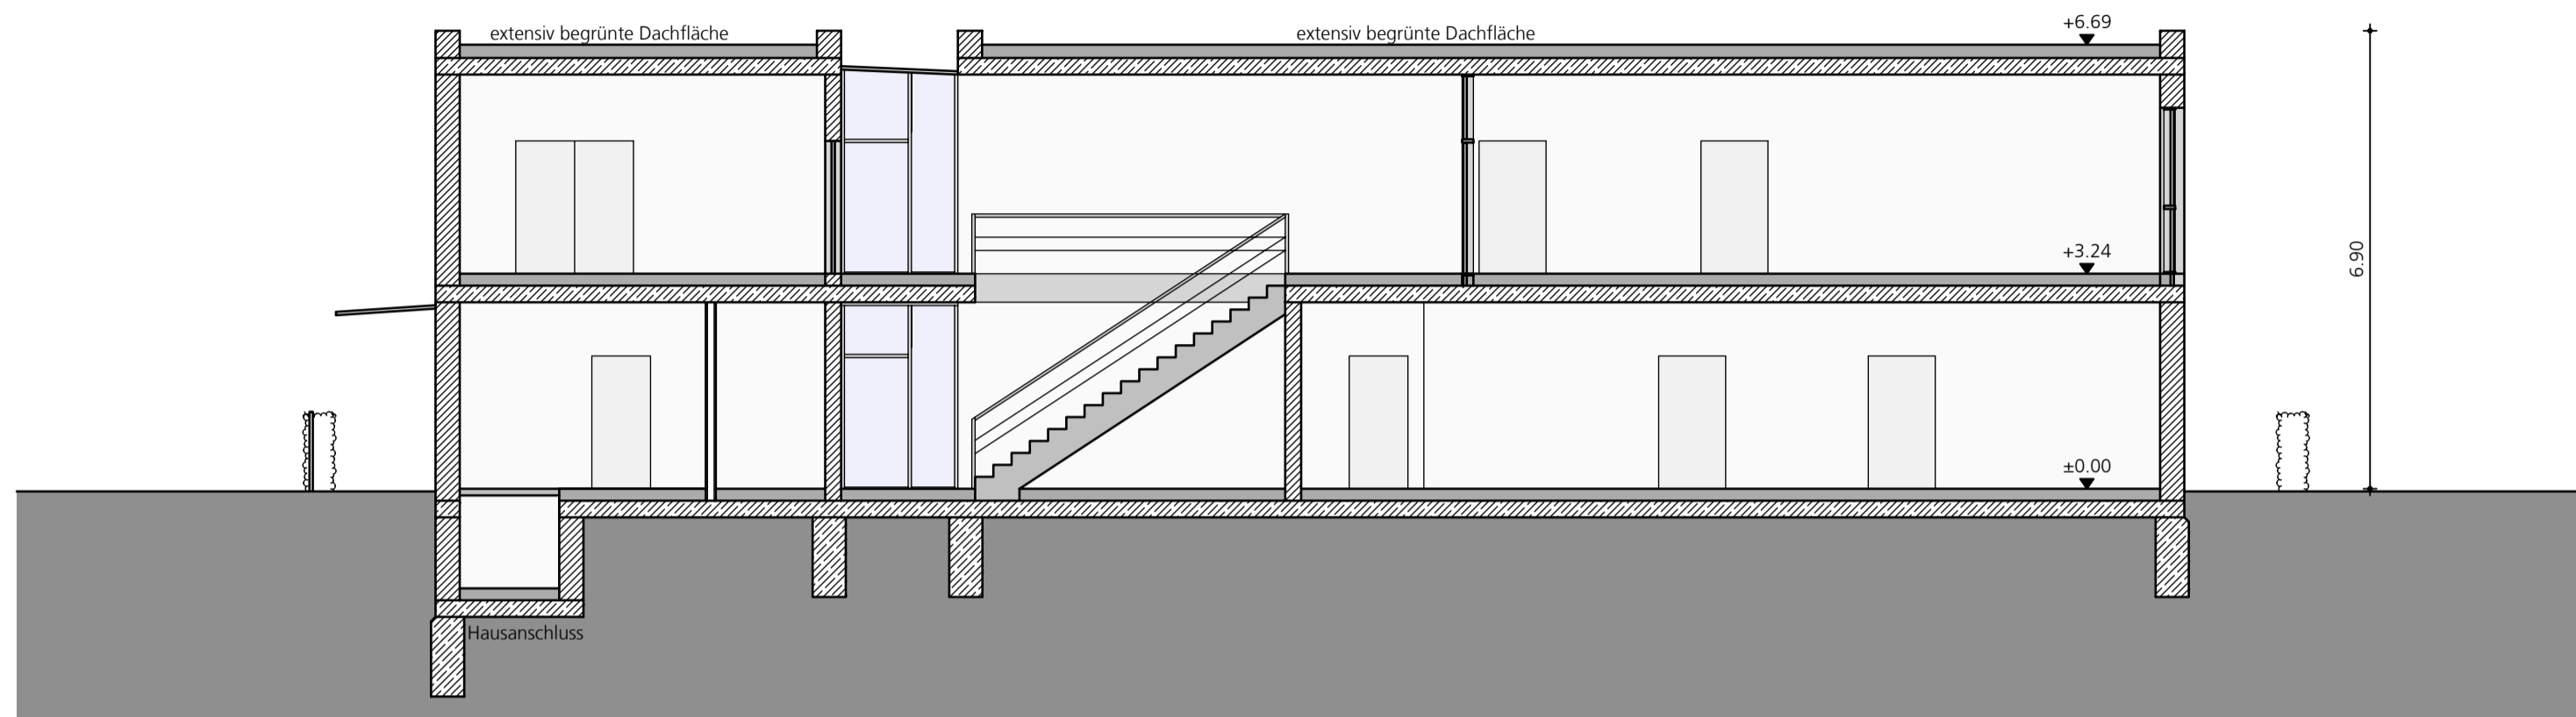 extensiv begrünte Dachfläche
extensiv begrünte Dachfläche
+6.69
+3.24
6.90
±0.00
Hausanschluss